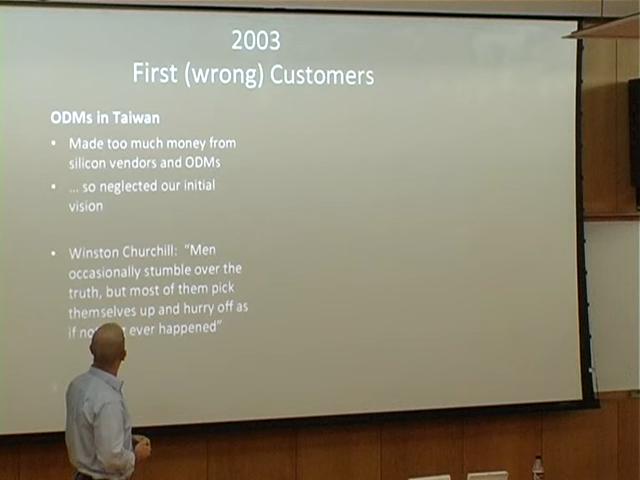 2003
First (wrong) Customers
ODMs in Taiwan
• Made too much money from
silicon vendors and ODMs
• ... so neglected our initial
vision
• Winston Churchill: “Men
occasionally stumble over the
truth, but most of them pick
themselves up and hurry off as
if ever happened”